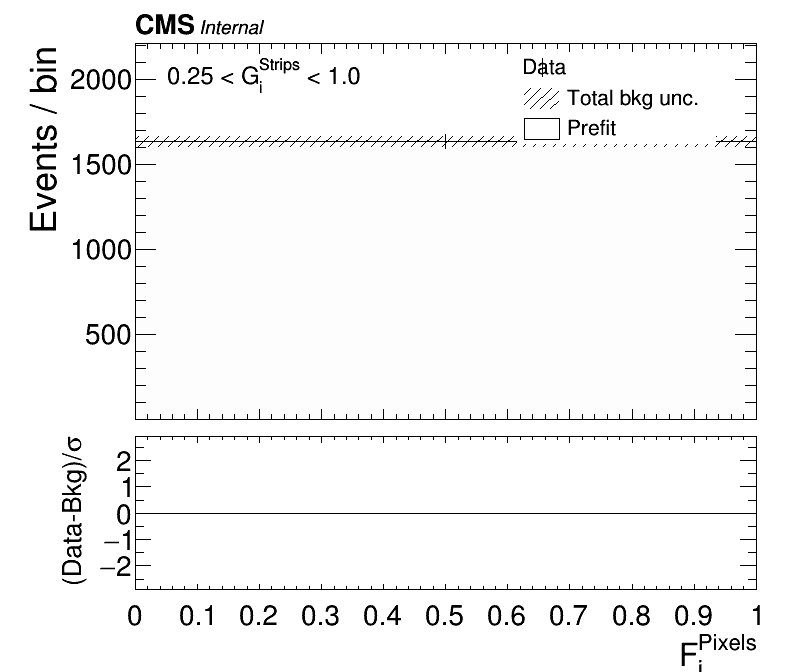 CMS Internal
Events / bin
0.25 < G_i^Strips < 1.0
Data
Total bkg unc.
Prefit
2000
1500
1000
500
(Data-Bkg)/σ
2
1
0
−1
−2
0 0.1 0.2 0.3 0.4 0.5 0.6 0.7 0.8 0.9 1
F_i^Pixels